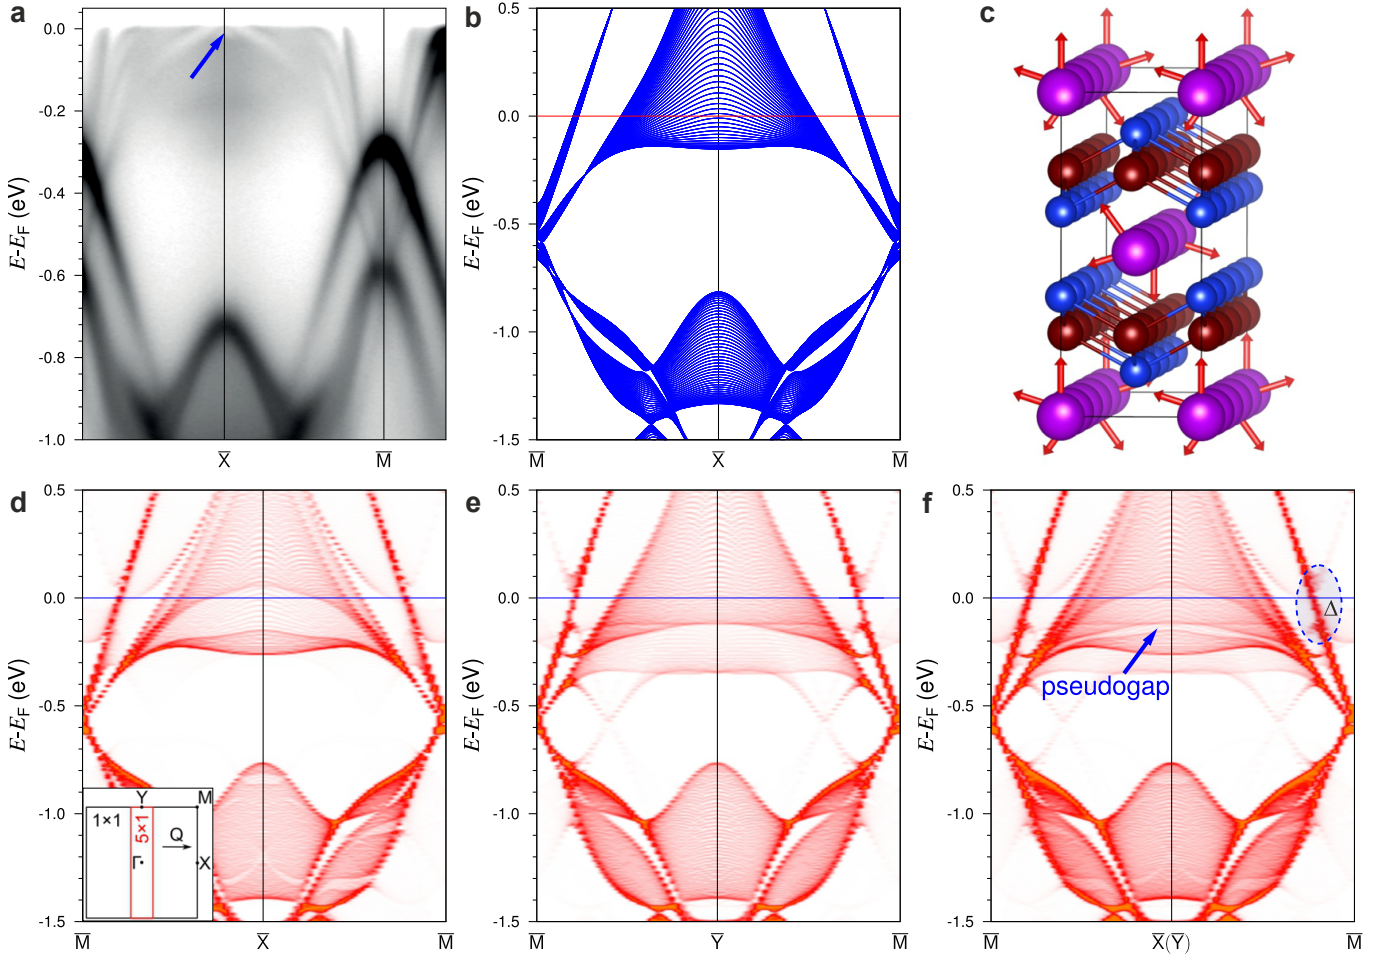 a
0.0
-0.2
-0.4
-0.6
-0.8
-1.0
E-EF (eV)
X̅
M̅
b
0.5
0.0
-0.5
-1.0
-1.5
E-EF (eV)
M̅
X̅
M̅
c
d
0.5
0.0
-0.5
-1.0
-1.5
E-EF (eV)
Y
M
1×1
5×1
Q
Γ
X
M̅
X̅
M̅
e
0.5
0.0
-0.5
-1.0
-1.5
E-EF (eV)
M̅
Y̅
M̅
f
0.5
0.0
-0.5
-1.0
-1.5
E-EF (eV)
Δ
pseudogap
M̅
X̅(Y̅)
M̅